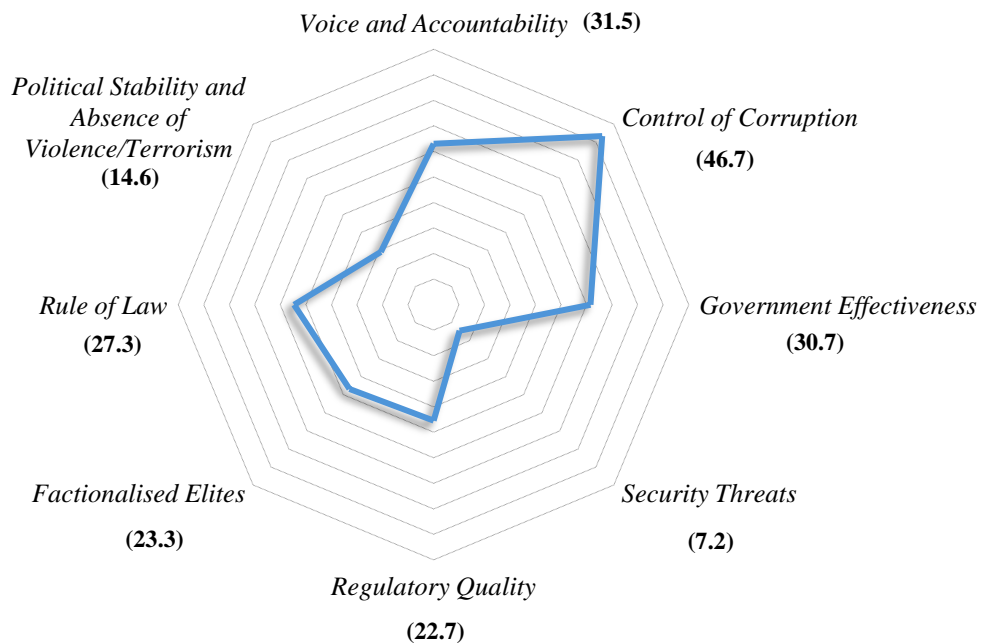 Voice and Accountability (31.5)
Political Stability and
Absence of
Violence/Terrorism
(14.6)
Control of Corruption
(46.7)
Rule of Law
(27.3)
Government Effectiveness
(30.7)
Factionalised Elites
(23.3)
Security Threats
(7.2)
Regulatory Quality
(22.7)